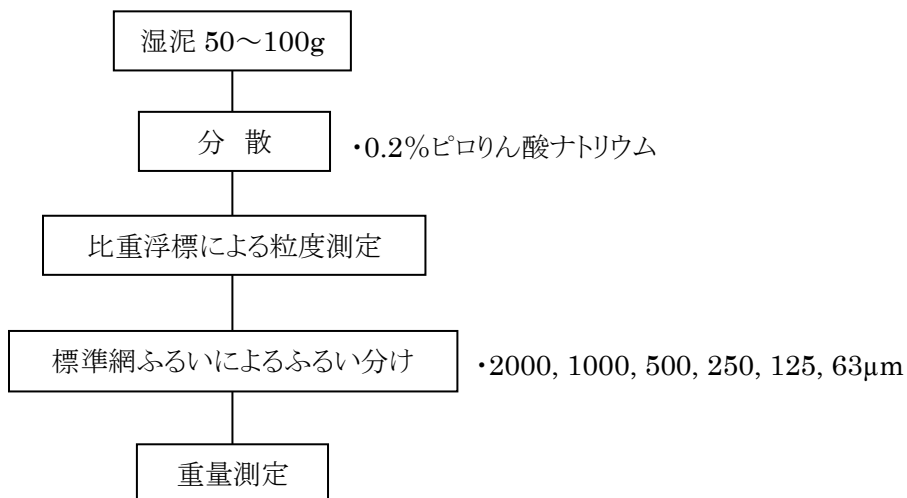 湿泥 50～100g
分 散
・0.2％ピロりん酸ナトリウム
比重浮標による粒度測定
標準網ふるいによるふるい分け
・2000, 1000, 500, 250, 125, 63μm
重量測定